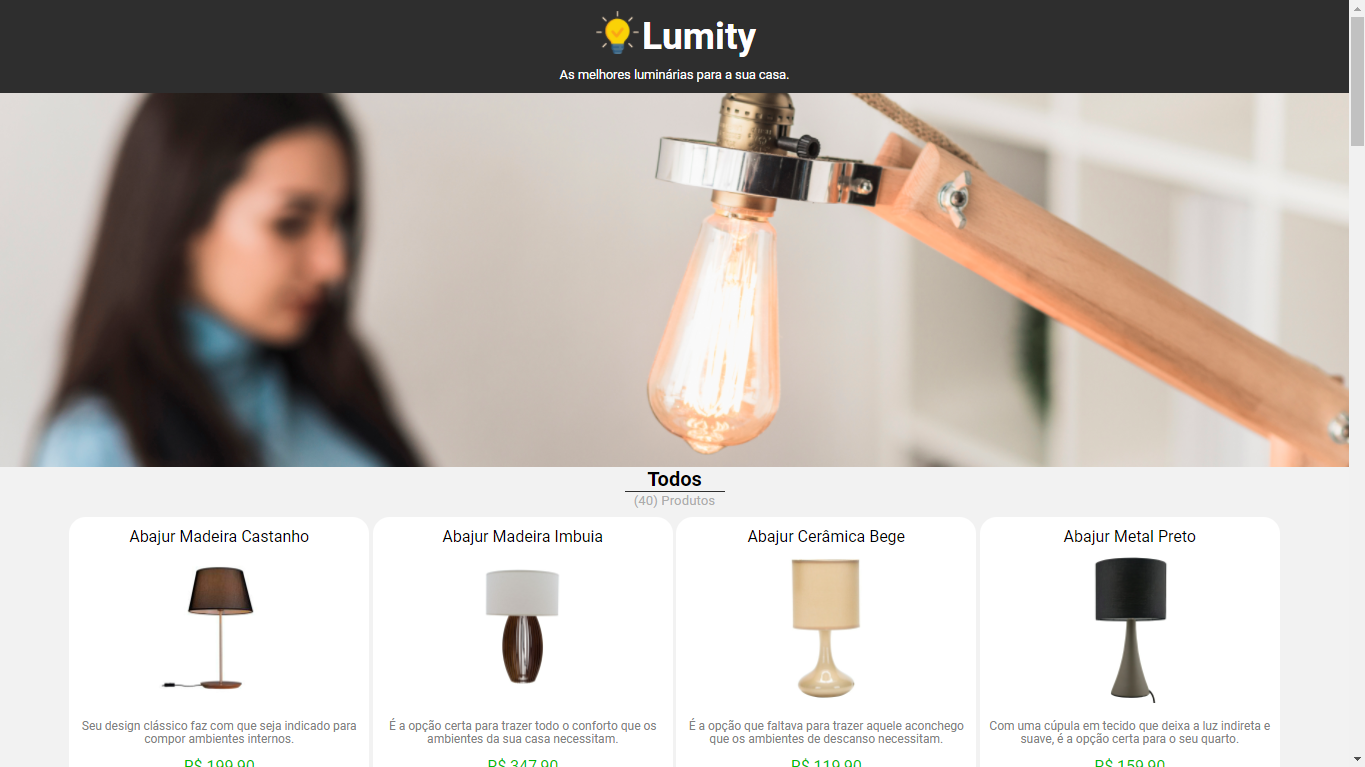 Lumity
As melhores luminárias para a sua casa.
Todos
(40) Produtos
Abajur Madeira Castanho
Seu design clássico faz com que seja indicado para
compor ambientes internos.
R$ 199,90
Abajur Madeira Imbuia
É a opção certa para trazer todo o conforto que os
ambientes da sua casa necessitam.
R$ 347,90
Abajur Cerâmica Bege
É a opção que faltava para trazer aquele aconchego
que os ambientes de descanso necessitam.
R$ 119,90
Abajur Metal Preto
Com uma cúpula em tecido que deixa a luz indireta e
suave, é a opção certa para o seu quarto.
R$ 159,90